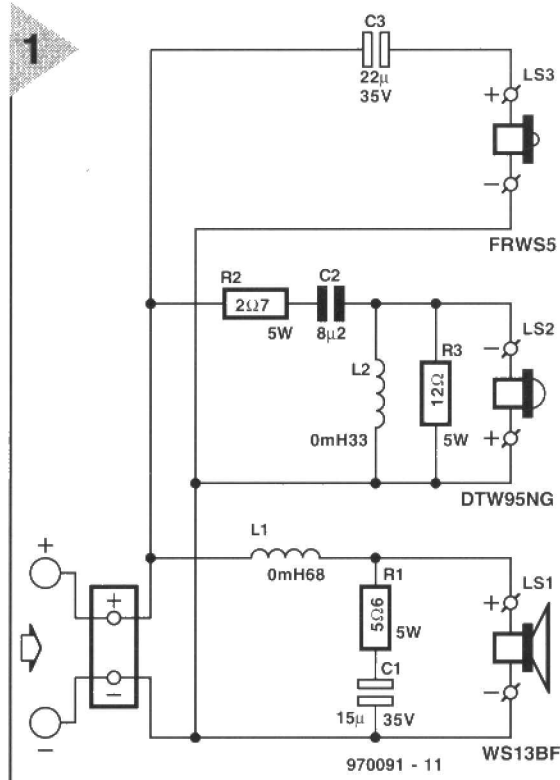 1
C3
22µ
35V
+
LS3
−
FRWS5
R2
2Ω7
5W
C2
8µ2
L2
0mH33
R3
12Ω
5W
−
LS2
+
DTW95NG
L1
0mH68
R1
5Ω6
5W
C1
15µ
35V
+
LS1
−
WS13BF
+
+
−
−
970091 - 11